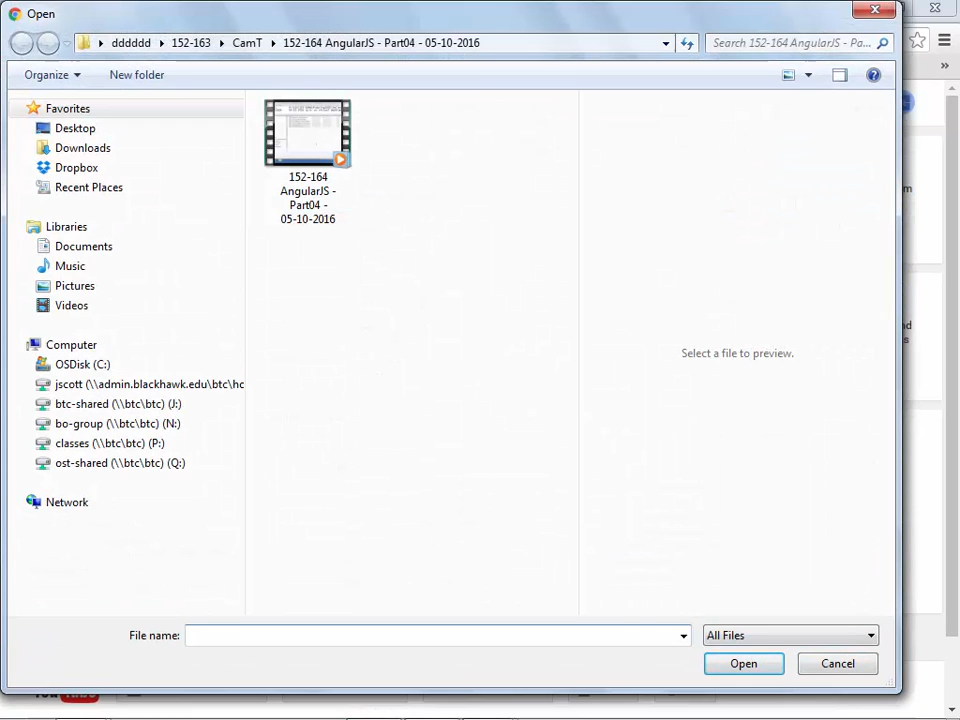 Open
dddddd 152-163 CamT 152-164 AngularJS - Part04 - 05-10-2016
Search 152-164 AngularJS - Pa...
Organize
New folder
Favorites
Desktop
Downloads
Dropbox
Recent Places
Libraries
Documents
Music
Pictures
Videos
Computer
OSDisk (C:)
jscott (\\admin.blackhawk.edu\btc\hc
btc-shared (\\btc\btc) (J:)
bo-group (\\btc\btc) (N:)
classes (\\btc\btc) (P:)
ost-shared (\\btc\btc) (Q:)
Network
152-164
AngularJS -
Part04 -
05-10-2016
Select a file to preview.
File name:
All Files
Open
Cancel